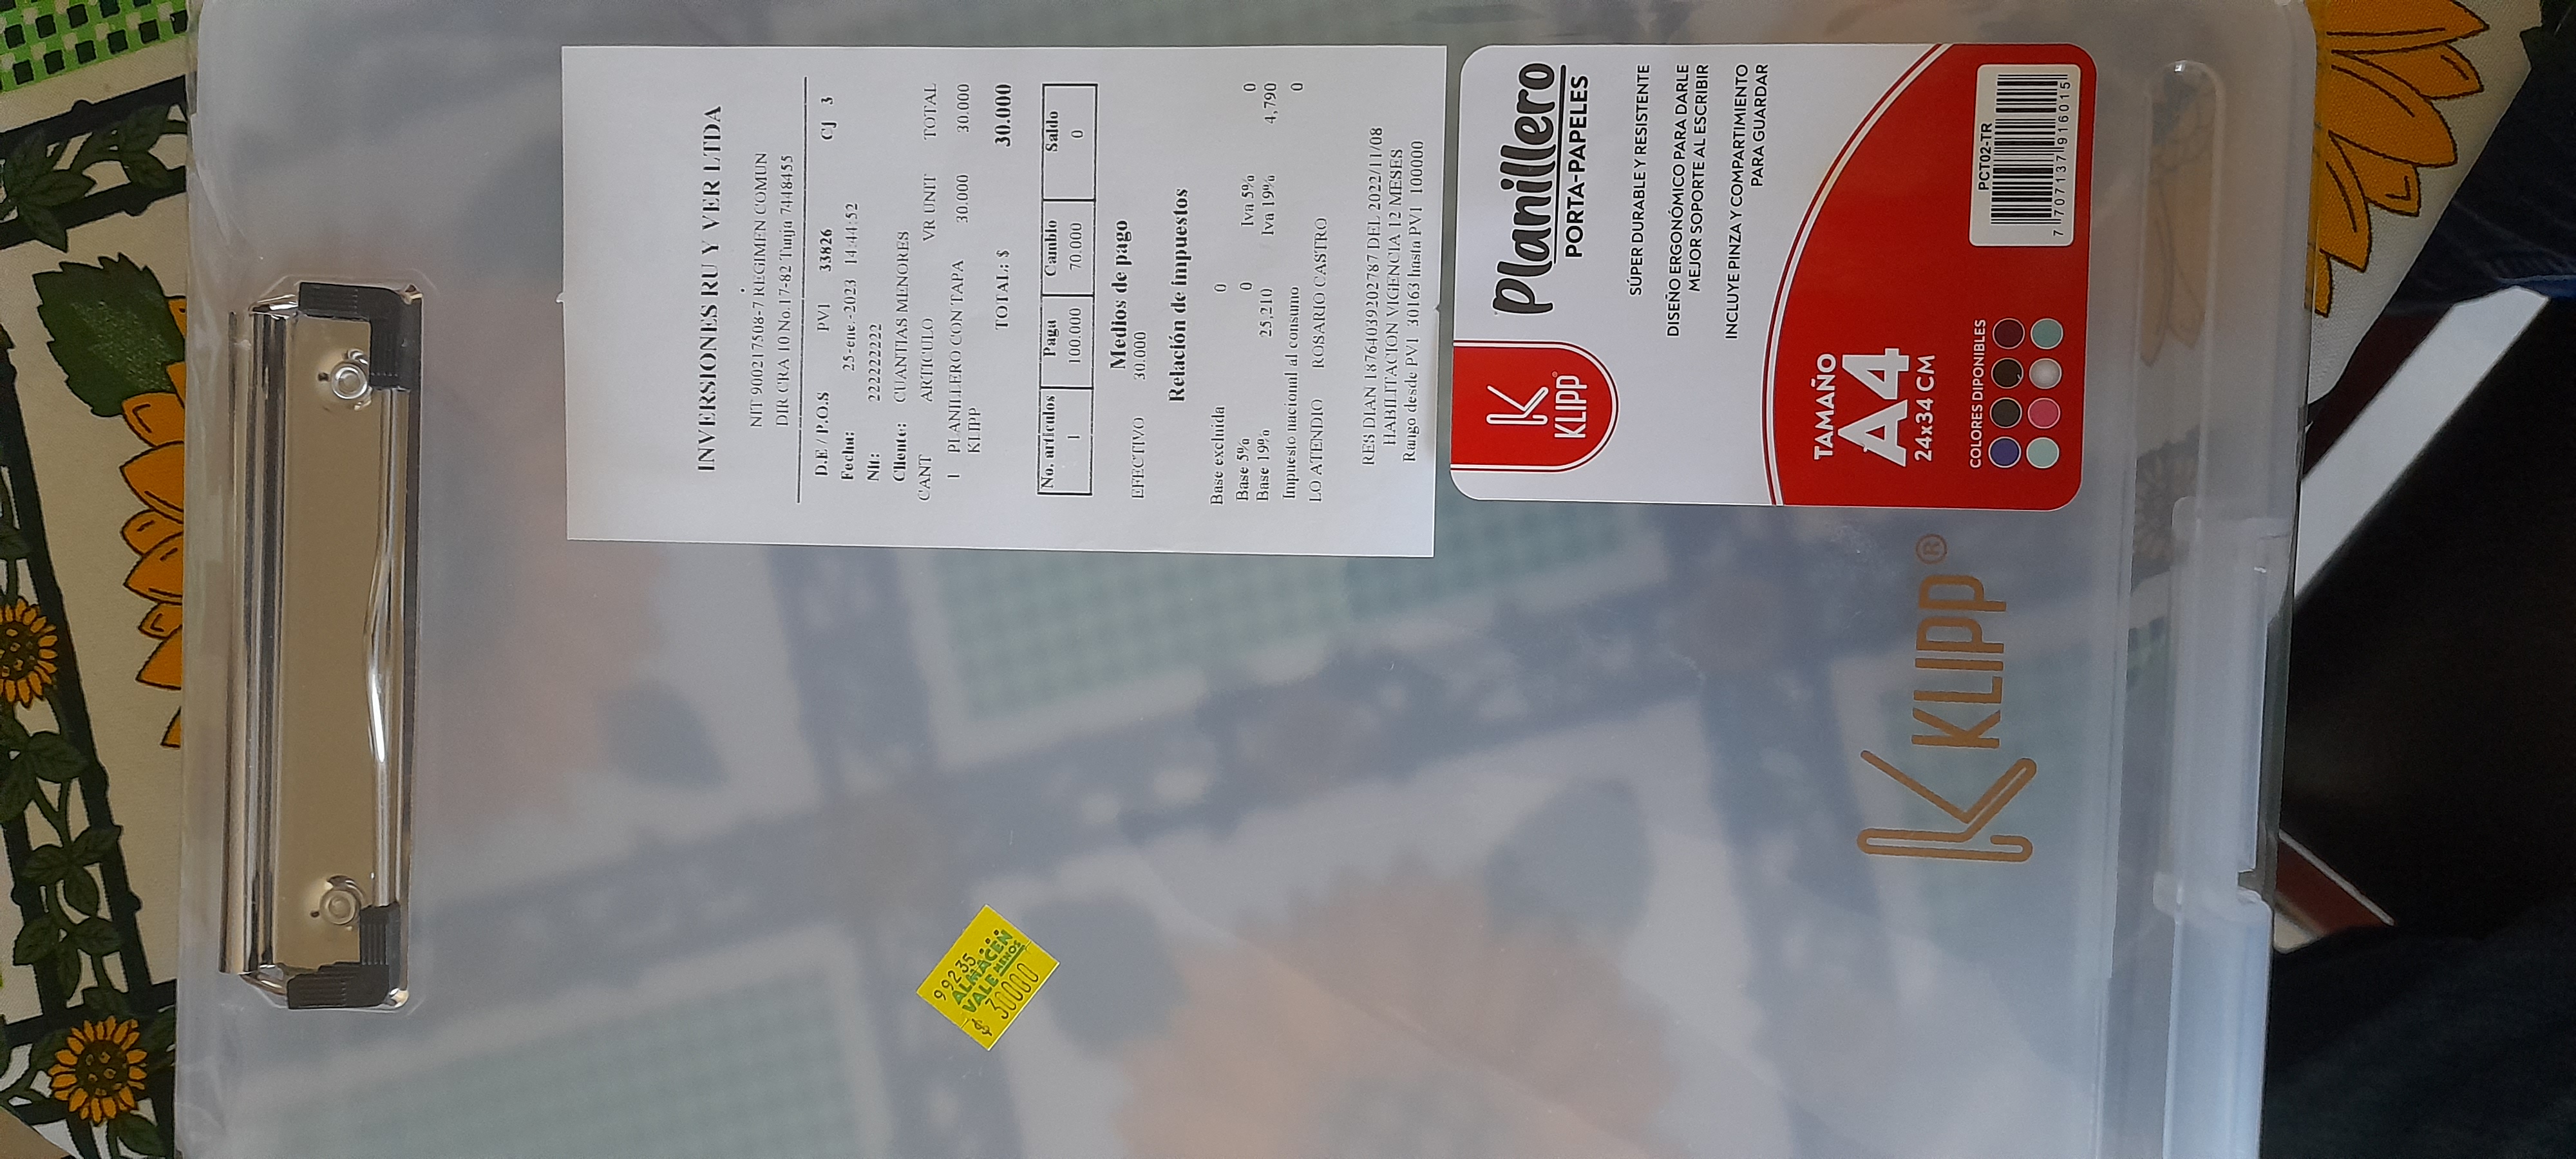 INVERSIONES RU Y VER LTDA
NIT 900217508-7 REGIMEN COMUN
DIR CRA 10 No. 17-82 Tunja 7448455
D.E / P.O.S PV1 33826 CJ 3
Fecha: 25-ene.-2023 14:44:52
Nit: 22222222
Cliente: CUANTIAS MENORES
CANT ARTICULO VR UNIT TOTAL
1 PLANILLERO CON TAPA 30.000 30.000
KLIPP
TOTAL: $ 30.000
No. artículos Paga Cambio Saldo
1 100.000 70.000 0
Medios de pago
EFECTIVO 30.000
Relación de impuestos
Base excluida 0
Base 5% 0 Iva 5% 0
Base 19% 25,210 Iva 19% 4,790
Impuesto nacional al consumo 0
LO ATENDIO ROSARIO CASTRO
RES DIAN 18764039202787 DEL 2022/11/08
HABILITACION VIGENCIA 12 MESES
Rango desde PV1 30163 hasta PV1 100000
KLIPP
Planillero
PORTA-PAPELES
SÚPER DURABLE Y RESISTENTE
DISEÑO ERGONÓMICO PARA DARLE
MEJOR SOPORTE AL ESCRIBIR
INCLUYE PINZA Y COMPARTIMIENTO
PARA GUARDAR
TAMAÑO
A4
24x34 CM
COLORES DIPONIBLES
PCT02-TR
7 707137 916015
KLIPP®
99235
ALMACEN
VALE MENOS
$ 30000